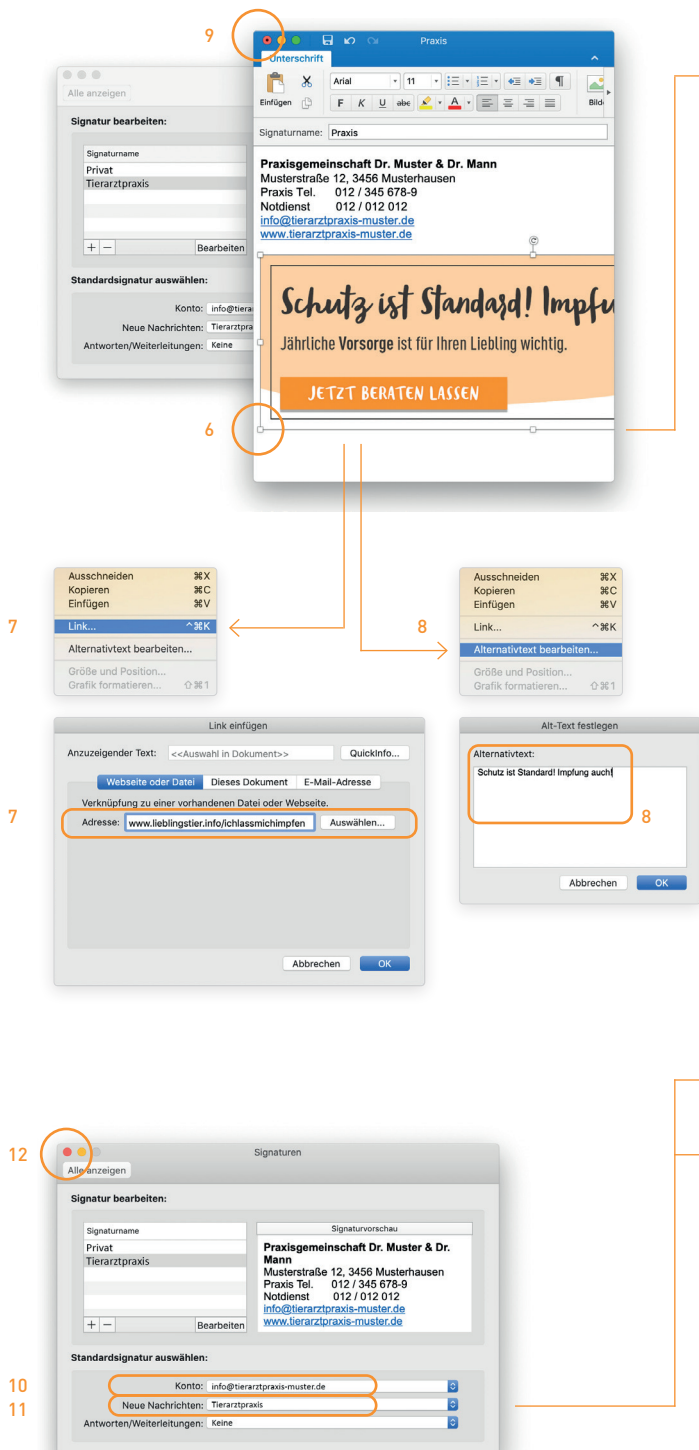 9
Praxis
Unterschrift
Alle anzeigen
Einfügen
Arial
11
F K U abc A
Bild
Signatur bearbeiten:
Signaturname: Praxis
Signaturname
Privat
Tierarztpraxis
+ − Bearbeiten
Praxisgemeinschaft Dr. Muster & Dr. Mann
Musterstraße 12, 3456 Musterhausen
Praxis Tel. 012 / 345 678-9
Notdienst 012 / 012 012
info@tierarztpraxis-muster.de
www.tierarztpraxis-muster.de
Standardsignatur auswählen:
Konto: info@tiera
Neue Nachrichten: Tierarztpra
Antworten/Weiterleitungen: Keine
Schutz ist Standard! Impfu
Jährliche Vorsorge ist für Ihren Liebling wichtig.
JETZT BERATEN LASSEN
6
7
Ausschneiden ⌘X
Kopieren ⌘C
Einfügen ⌘V
Link... ^⌘K
Alternativtext bearbeiten...
Größe und Position...
Grafik formatieren... ⇧⌘1
8
Ausschneiden ⌘X
Kopieren ⌘C
Einfügen ⌘V
Link... ^⌘K
Alternativtext bearbeiten...
Größe und Position...
Grafik formatieren... ⇧⌘1
Link einfügen
Anzuzeigender Text: <<Auswahl in Dokument>> QuickInfo...
Webseite oder Datei Dieses Dokument E-Mail-Adresse
Verknüpfung zu einer vorhandenen Datei oder Webseite.
7
Adresse: www.lieblingstier.info/ichlassmichimpfen Auswählen...
Abbrechen OK
Alt-Text festlegen
Alternativtext:
Schutz ist Standard! Impfung auch!
8
Abbrechen OK
12
Signaturen
Alle anzeigen
Signatur bearbeiten:
Signaturname
Privat
Tierarztpraxis
+ − Bearbeiten
Signaturvorschau
Praxisgemeinschaft Dr. Muster & Dr.
Mann
Musterstraße 12, 3456 Musterhausen
Praxis Tel. 012 / 345 678-9
Notdienst 012 / 012 012
info@tierarztpraxis-muster.de
www.tierarztpraxis-muster.de
Standardsignatur auswählen:
10
Konto: info@tierarztpraxis-muster.de
11
Neue Nachrichten: Tierarztpraxis
Antworten/Weiterleitungen: Keine